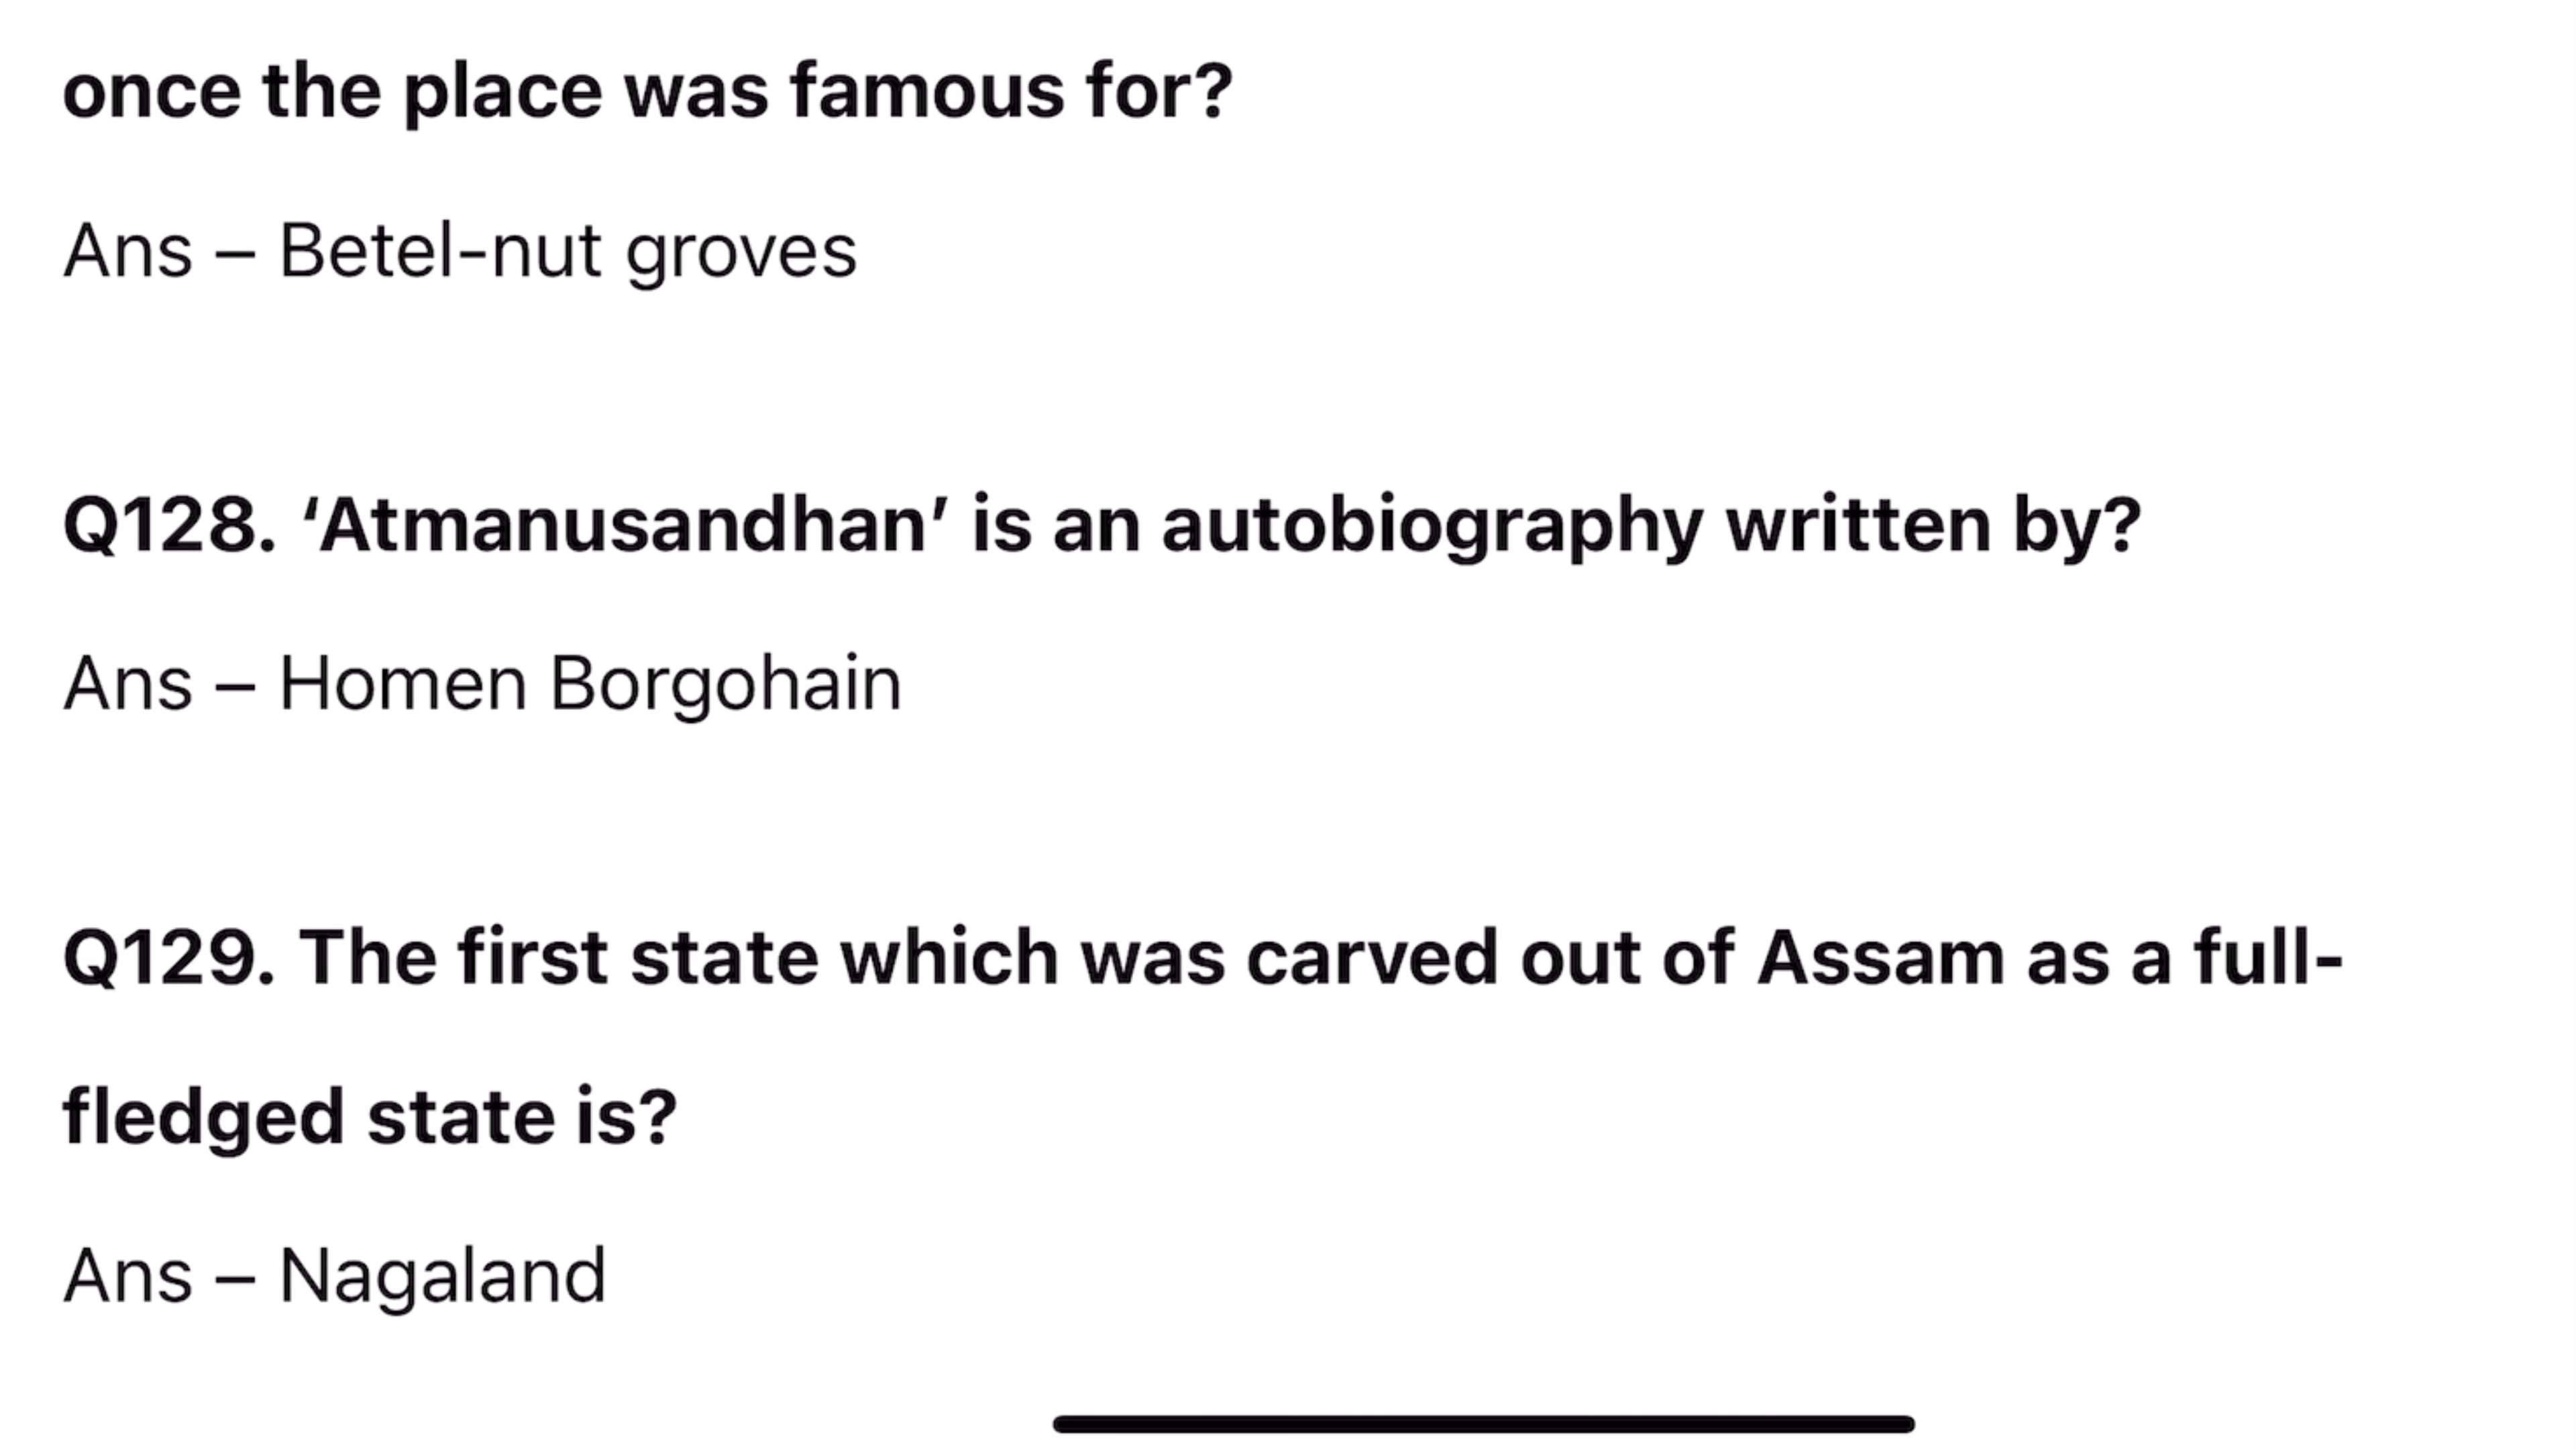 once the place was famous for?
Ans – Betel-nut groves
Q128. ‘Atmanusandhan’ is an autobiography written by?
Ans – Homen Borgohain
Q129. The first state which was carved out of Assam as a full-
fledged state is?
Ans – Nagaland